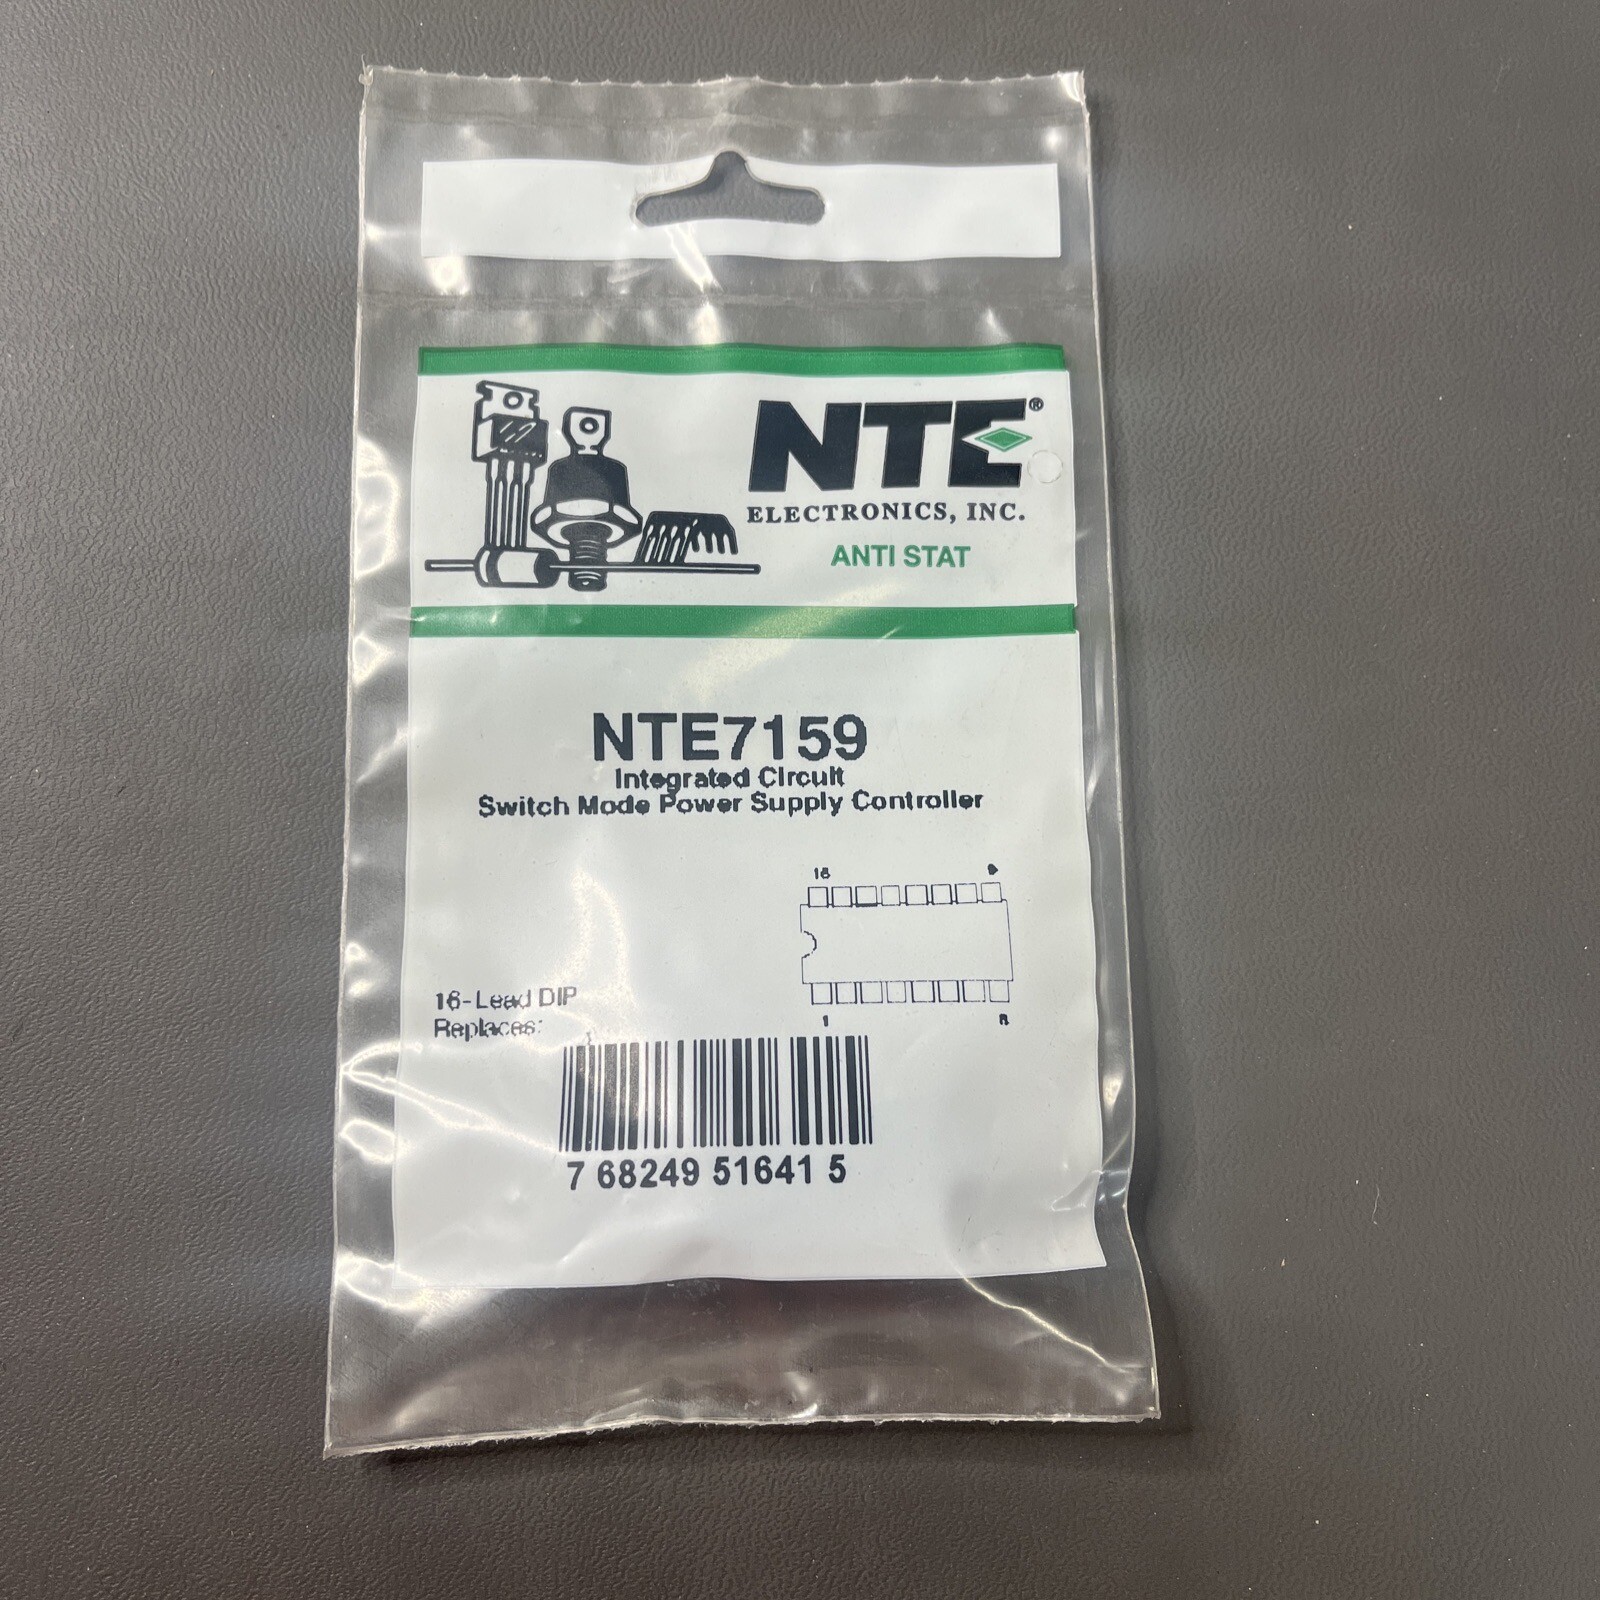 NTE®
ELECTRONICS, INC.
ANTI STAT
NTE7159
Integrated Circuit
Switch Mode Power Supply Controller
16 9
16-Lead DIP
Replaces:
1 8
7 68249 51641 5